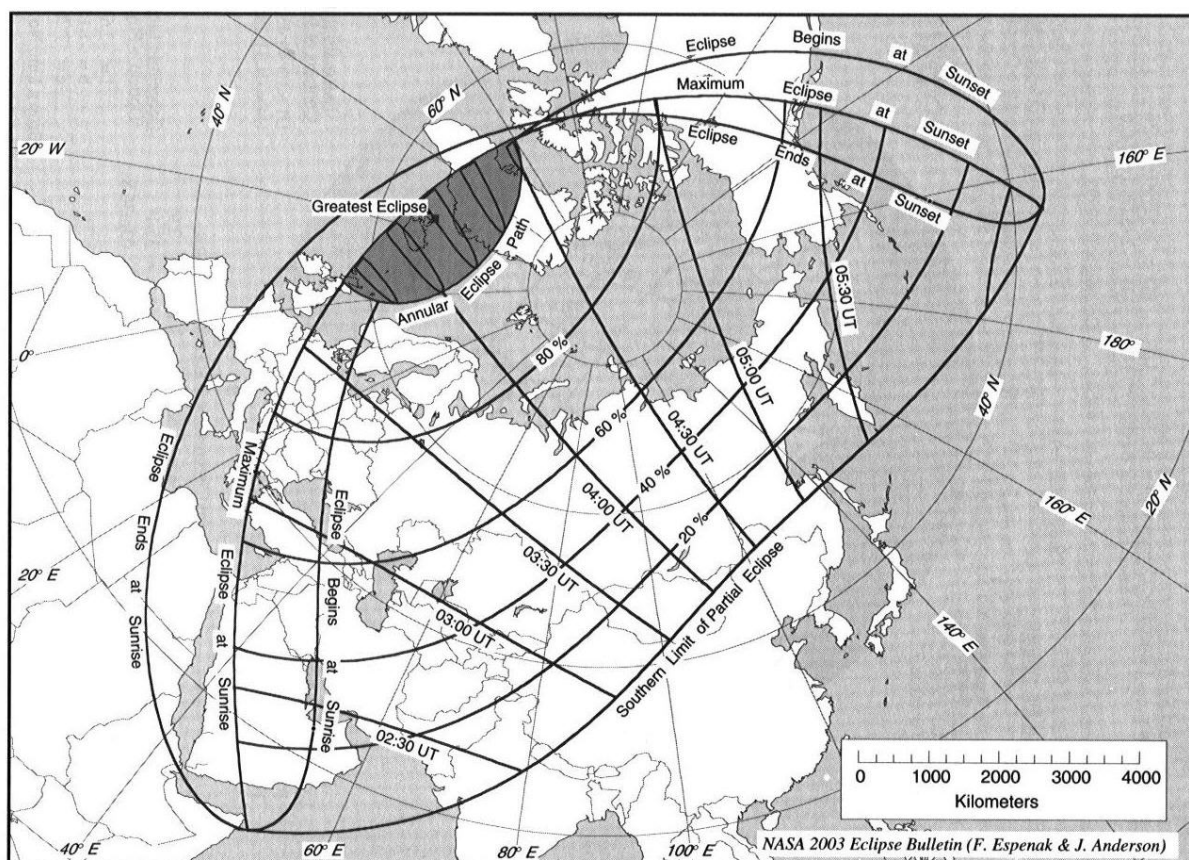 Eclipse Begins at Sunset
Maximum Eclipse at Sunset
Eclipse Ends at Sunset
60° N
40° N
20° W
160° E
Greatest Eclipse
Annular Eclipse Path
05:30 UT
180°
0°
80 %
05:00 UT
40° N
60 %
04:30 UT
40 %
20 %
04:00 UT
160° E
20° N
Eclipse Ends at Sunrise
Maximum Eclipse at Sunrise
Eclipse Begins at Sunrise
03:30 UT
20° E
03:00 UT
140° E
Southern Limit of Partial Eclipse
02:30 UT
0 1000 2000 3000 4000
Kilometers
40° E
60° E
80° E
100° E
NASA 2003 Eclipse Bulletin (F. Espenak & J. Anderson)